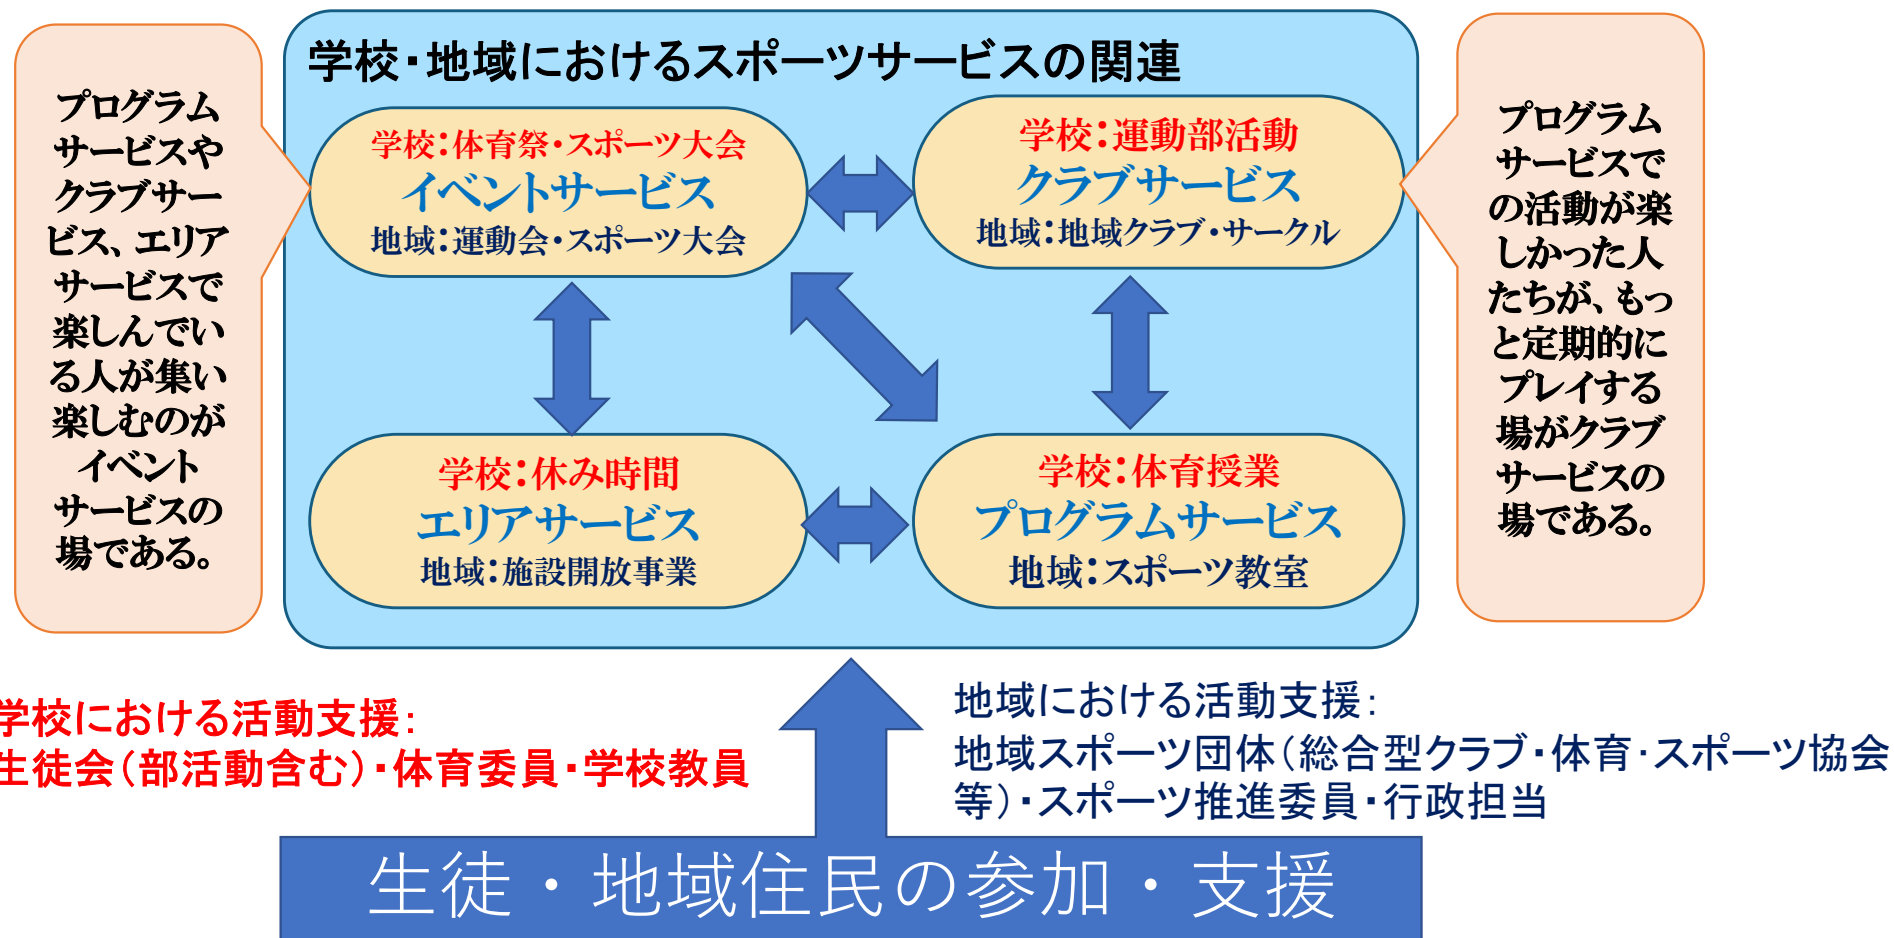 学校・地域におけるスポーツサービスの関連
プログラム
サービスや
クラブサー
ビス、エリア
サービスで
楽しんでい
る人が集い
楽しむのが
イベント
サービスの
場である。
学校：体育祭・スポーツ大会
イベントサービス
地域：運動会・スポーツ大会
学校：運動部活動
クラブサービス
地域：地域クラブ・サークル
プログラム
サービスで
の活動が楽
しかった人
たちが、もっ
と定期的に
プレイする
場がクラブ
サービスの
場である。
学校：休み時間
エリアサービス
地域：施設開放事業
学校：体育授業
プログラムサービス
地域：スポーツ教室
学校における活動支援：
生徒会（部活動含む）・体育委員・学校教員
地域における活動支援：
地域スポーツ団体（総合型クラブ・体育・スポーツ協会
等）・スポーツ推進委員・行政担当
生徒・地域住民の参加・支援